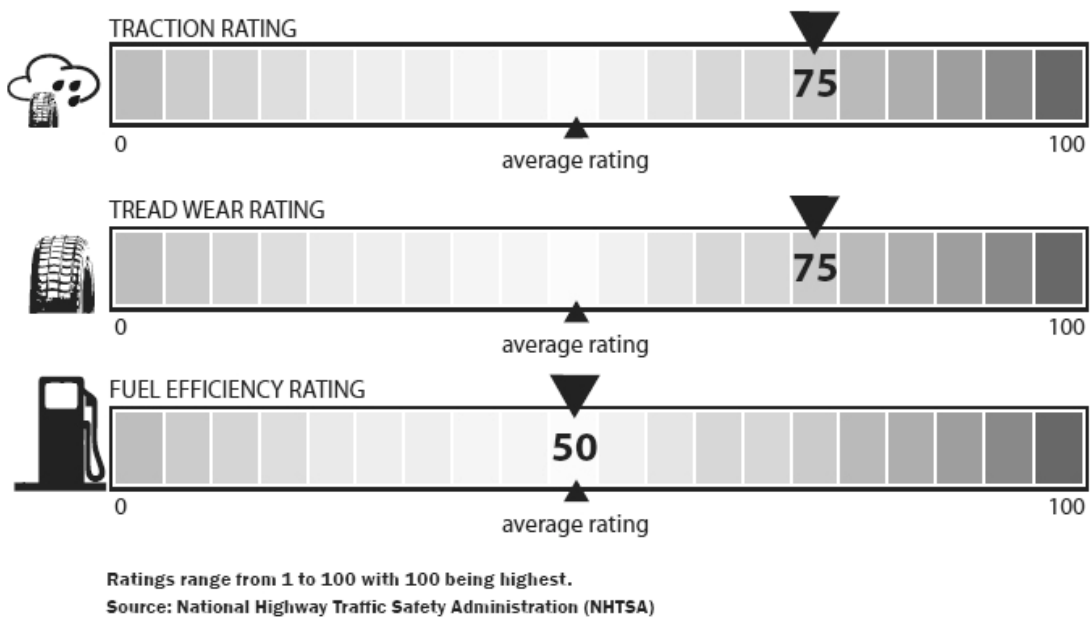 TRACTION RATING
75
0 100
average rating
TREAD WEAR RATING
75
0 100
average rating
FUEL EFFICIENCY RATING
50
0 100
average rating
Ratings range from 1 to 100 with 100 being highest.
Source: National Highway Traffic Safety Administration (NHTSA)